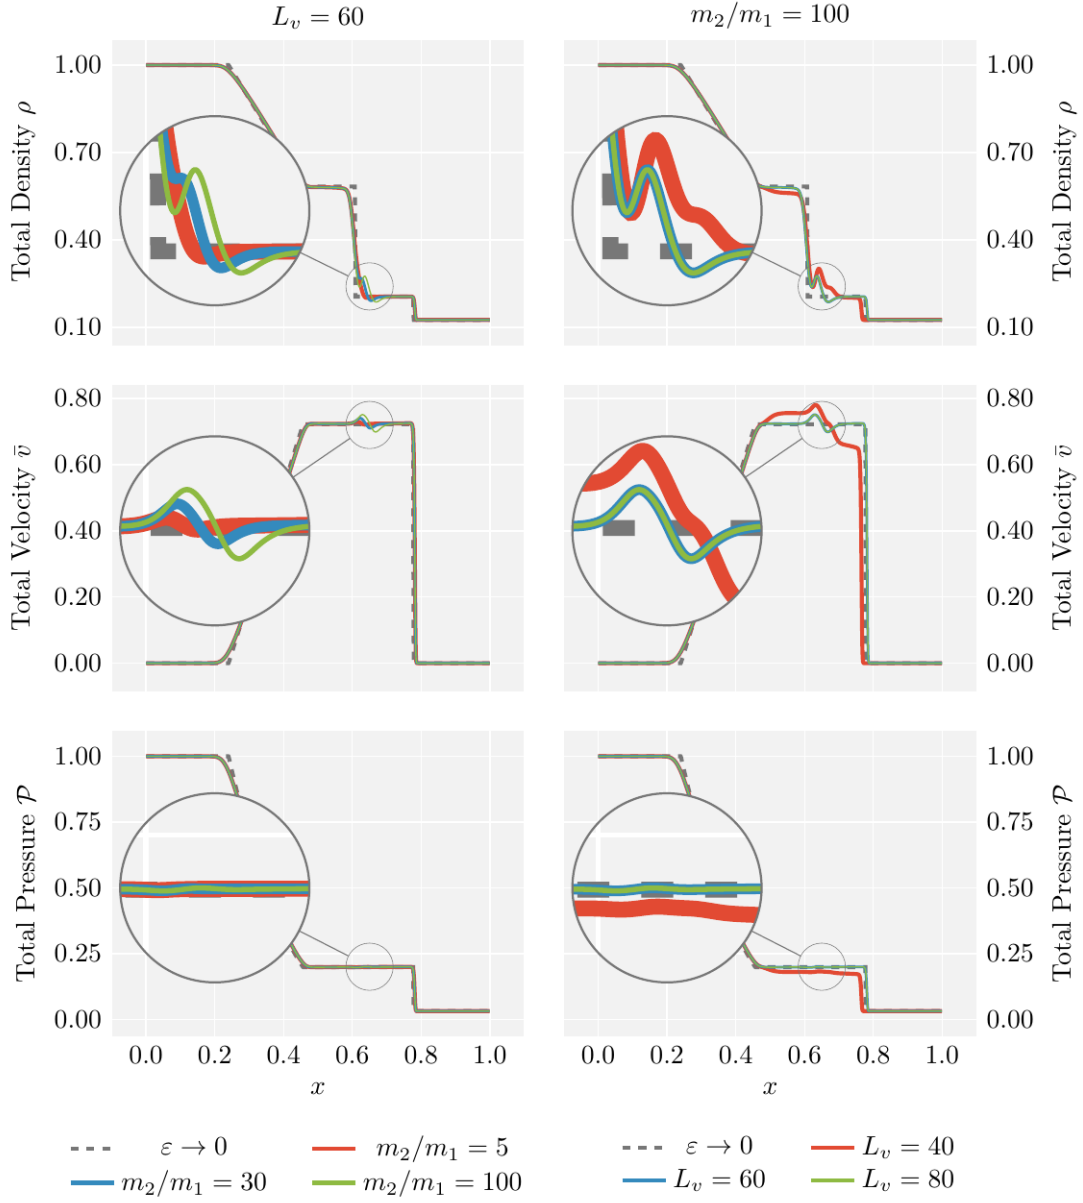 L_v = 60
m_2/m_1 = 100
Total Density ρ
1.00
0.70
0.40
0.10
1.00
0.70
0.40
0.10
Total Density ρ
Total Velocity v̄
0.80
0.60
0.40
0.20
0.00
0.80
0.60
0.40
0.20
0.00
Total Velocity v̄
Total Pressure 𝒫
1.00
0.75
0.50
0.25
0.00
1.00
0.75
0.50
0.25
0.00
Total Pressure 𝒫
0.0 0.2 0.4 0.6 0.8 1.0
0.0 0.2 0.4 0.6 0.8 1.0
x
x
ε → 0
m_2/m_1 = 5
m_2/m_1 = 30
m_2/m_1 = 100
ε → 0
L_v = 40
L_v = 60
L_v = 80